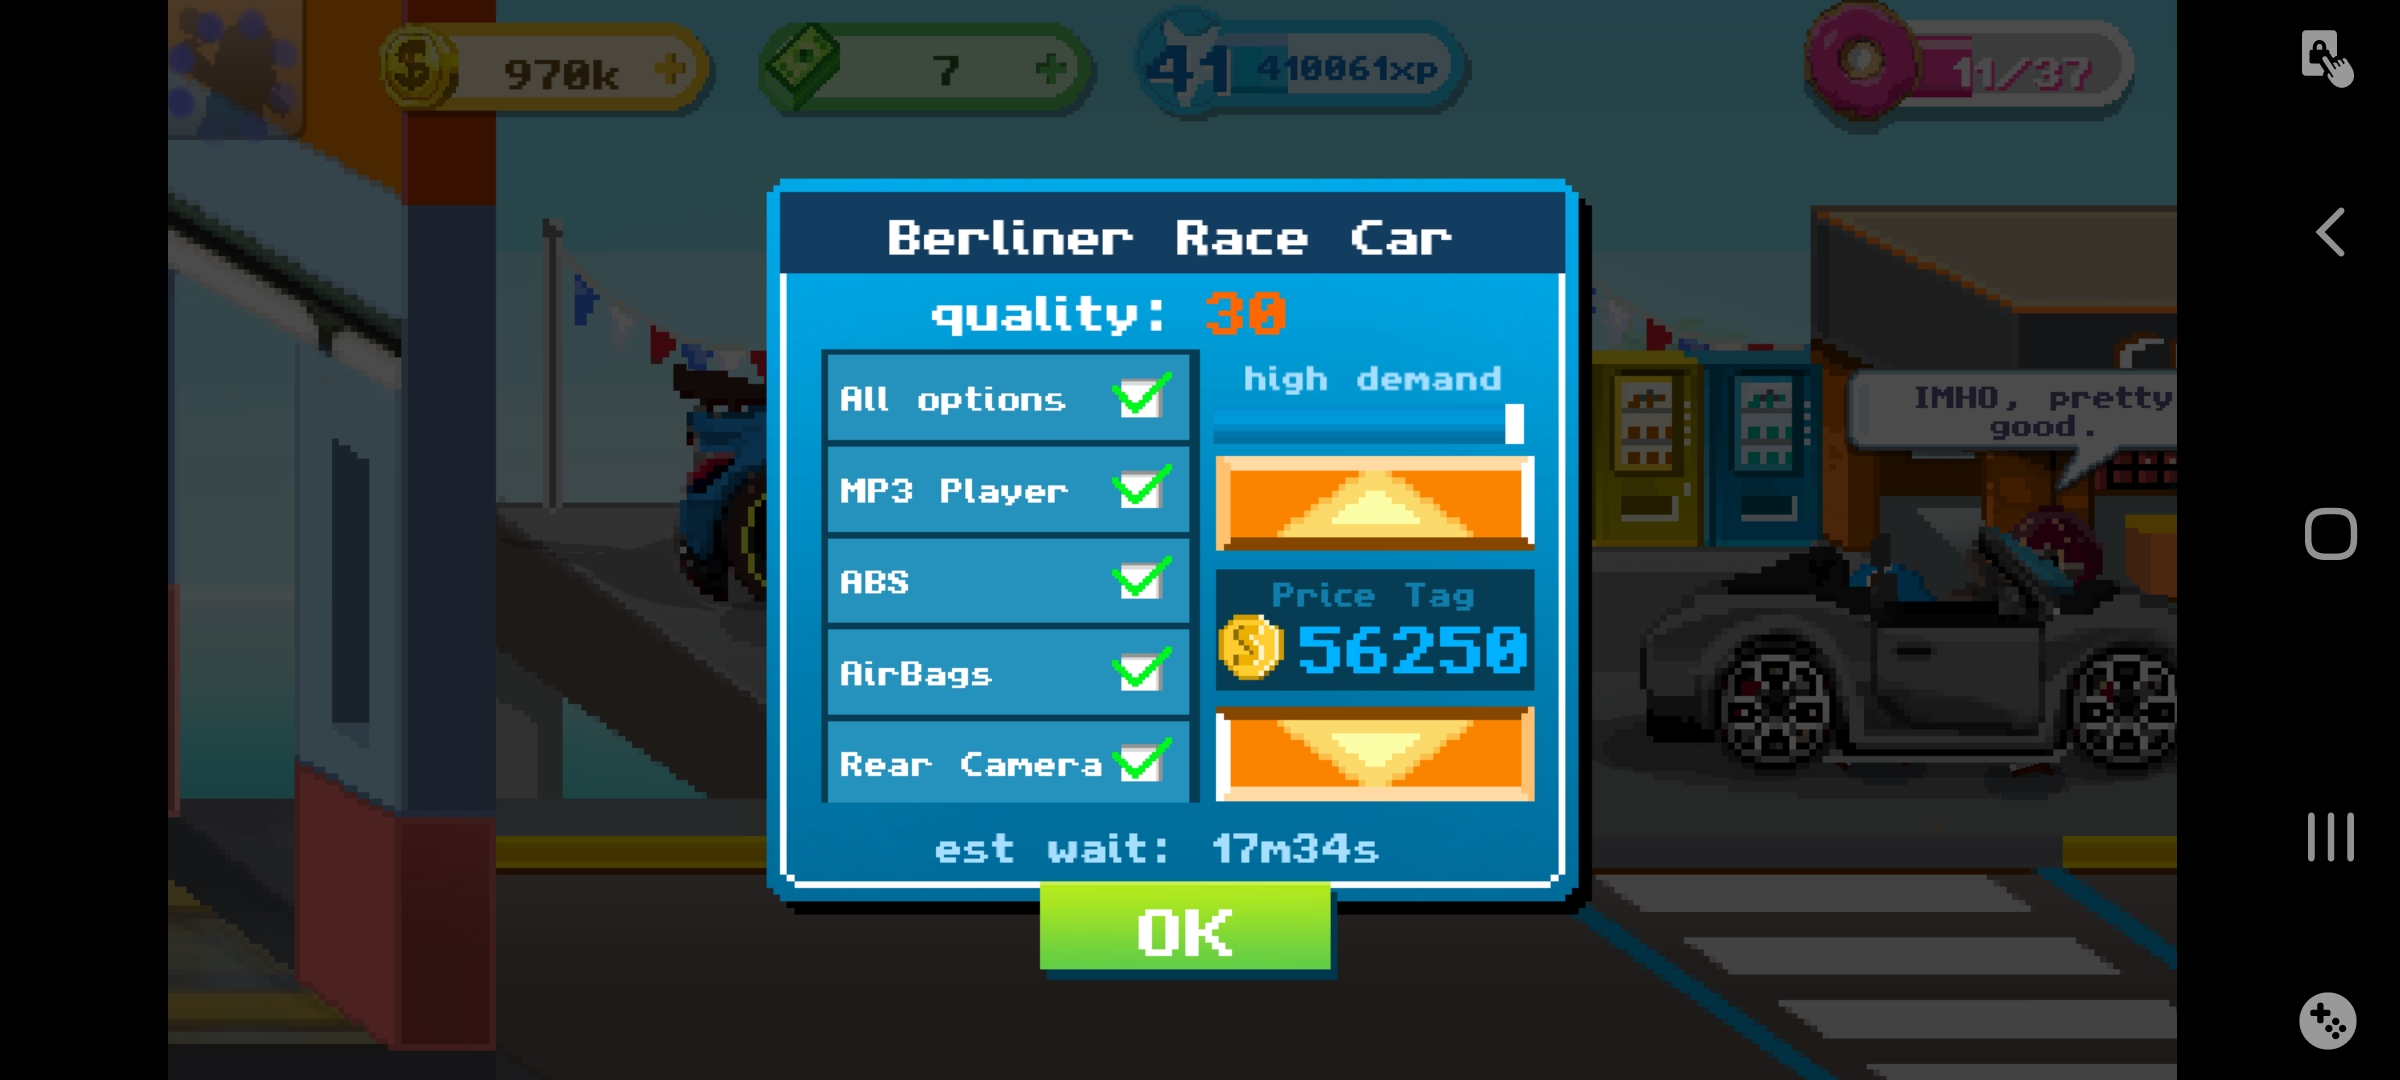 970k
7
41
410061xp
11/37
Berliner Race Car
quality: 30
All options
MP3 Player
ABS
AirBags
Rear Camera
high demand
Price Tag
56250
est wait: 17m34s
OK
IMHO, pretty
good.